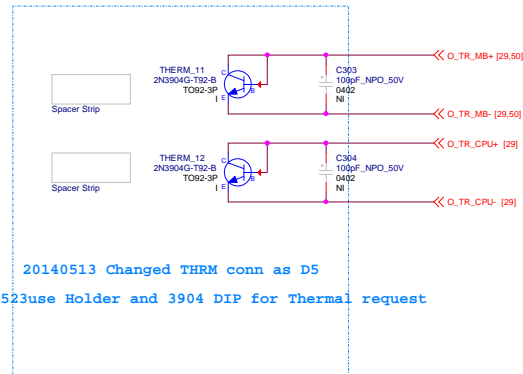 THERM_11
2N3904G-T92-B
TO92-3P
I
C
B
E
C303
100pF_NPO_50V
0402
NI
O_TR_MB+ [29,50]
O_TR_MB- [29,50]
Spacer Strip
THERM_12
2N3904G-T92-B
TO92-3P
I
C
B
E
C304
100pF_NPO_50V
0402
NI
O_TR_CPU+ [29]
O_TR_CPU- [29]
Spacer Strip
20140513 Changed THRM conn as D5
523use Holder and 3904 DIP for Thermal request